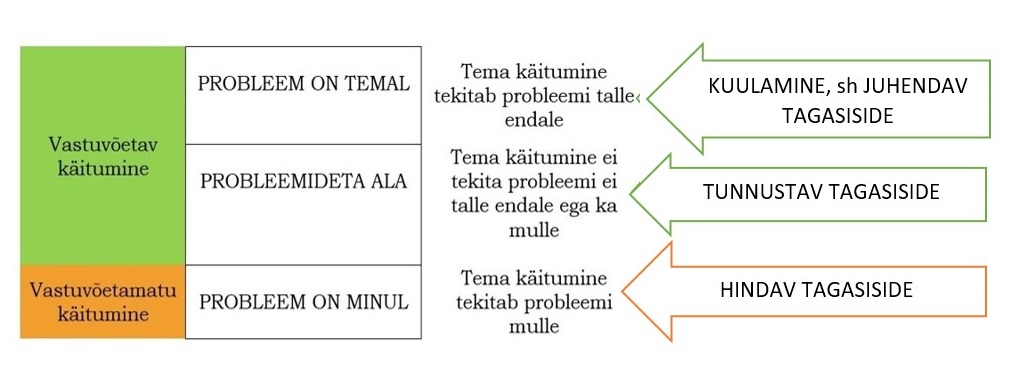 Vastuvõetav
käitumine
PROBLEEM ON TEMAL
Tema käitumine
tekitab probleemi talle
endale
KUULAMINE, sh JUHENDAV
TAGASISIDE
PROBLEEMIDETA ALA
Tema käitumine ei
tekita probleemi ei
talle endale ega ka
mulle
TUNNUSTAV TAGASISIDE
Vastuvõetamatu
käitumine
PROBLEEM ON MINUL
Tema käitumine
tekitab probleemi
mulle
HINDAV TAGASISIDE